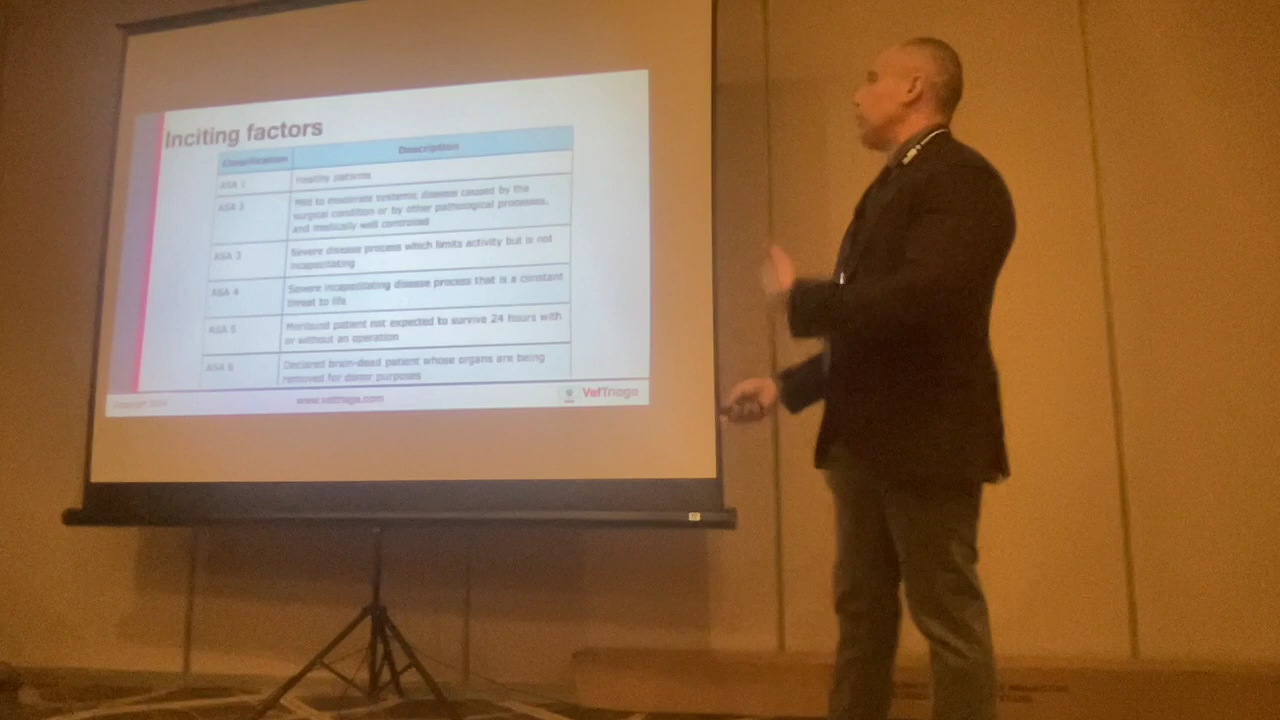 Inciting factors
Classification Description
ASA 1 Healthy patients
ASA 2 Mild to moderate systemic disease caused by the
surgical condition or by other pathological processes,
and medically well controlled
ASA 3 Severe disease process which limits activity but is not
incapacitating
ASA 4 Severe incapacitating disease process that is a constant
threat to life
ASA 5 Moribund patient not expected to survive 24 hours with
or without an operation
ASA 6 Declared brain-dead patient whose organs are being
removed for donor purposes
Copyright
www.vettriage.com
VetTriage